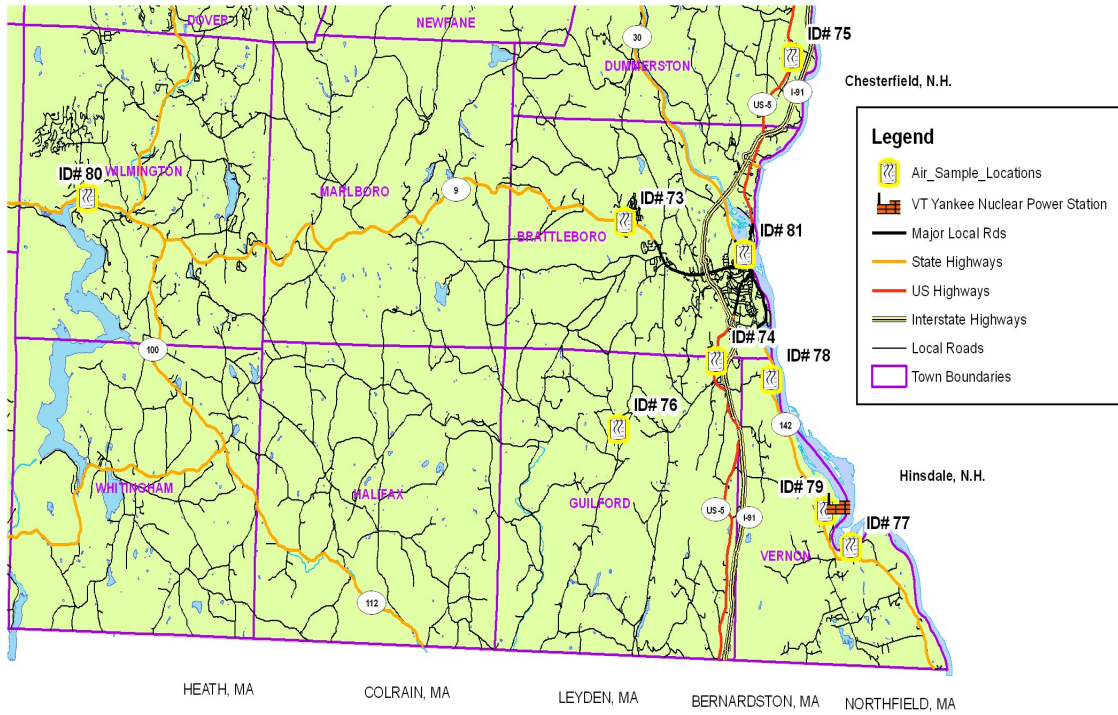 DOVER
NEWFANE
30
ID# 75
DUMMERSTON
I-91
US-5
Chesterfield, N.H.
Legend
Air_Sample_Locations
VT Yankee Nuclear Power Station
Major Local Rds
State Highways
US Highways
Interstate Highways
Local Roads
Town Boundaries
ID# 80
WILMINGTON
MARLBORO
9
ID# 73
BRATTLEBORO
ID# 81
ID# 74
100
ID# 78
ID# 76
142
Hinsdale, N.H.
WHITINGHAM
HALIFAX
GUILFORD
ID# 79
US-5
I-91
ID# 77
VERNON
112
HEATH, MA
COLRAIN, MA
LEYDEN, MA
BERNARDSTON, MA
NORTHFIELD, MA